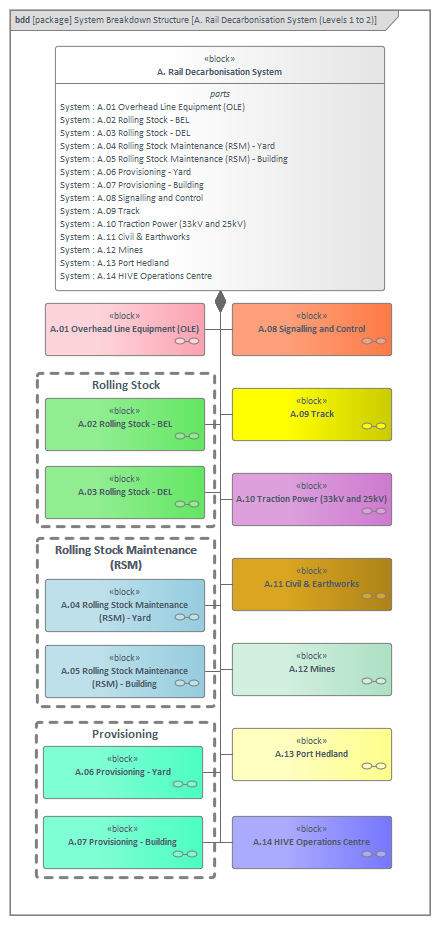 bdd [package] System Breakdown Structure [A. Rail Decarbonisation System (Levels 1 to 2)]
«block»
A. Rail Decarbonisation System
parts
System : A.01 Overhead Line Equipment (OLE)
System : A.02 Rolling Stock - BEL
System : A.03 Rolling Stock - DEL
System : A.04 Rolling Stock Maintenance (RSM) - Yard
System : A.05 Rolling Stock Maintenance (RSM) - Building
System : A.06 Provisioning - Yard
System : A.07 Provisioning - Building
System : A.08 Signalling and Control
System : A.09 Track
System : A.10 Traction Power (33kV and 25kV)
System : A.11 Civil & Earthworks
System : A.12 Mines
System : A.13 Port Hedland
System : A.14 HIVE Operations Centre
«block»
A.01 Overhead Line Equipment (OLE)
Rolling Stock
«block»
A.02 Rolling Stock - BEL
«block»
A.03 Rolling Stock - DEL
Rolling Stock Maintenance
(RSM)
«block»
A.04 Rolling Stock Maintenance
(RSM) - Yard
«block»
A.05 Rolling Stock Maintenance
(RSM) - Building
Provisioning
«block»
A.06 Provisioning - Yard
«block»
A.07 Provisioning - Building
«block»
A.08 Signalling and Control
«block»
A.09 Track
«block»
A.10 Traction Power (33kV and 25kV)
«block»
A.11 Civil & Earthworks
«block»
A.12 Mines
«block»
A.13 Port Hedland
«block»
A.14 HIVE Operations Centre